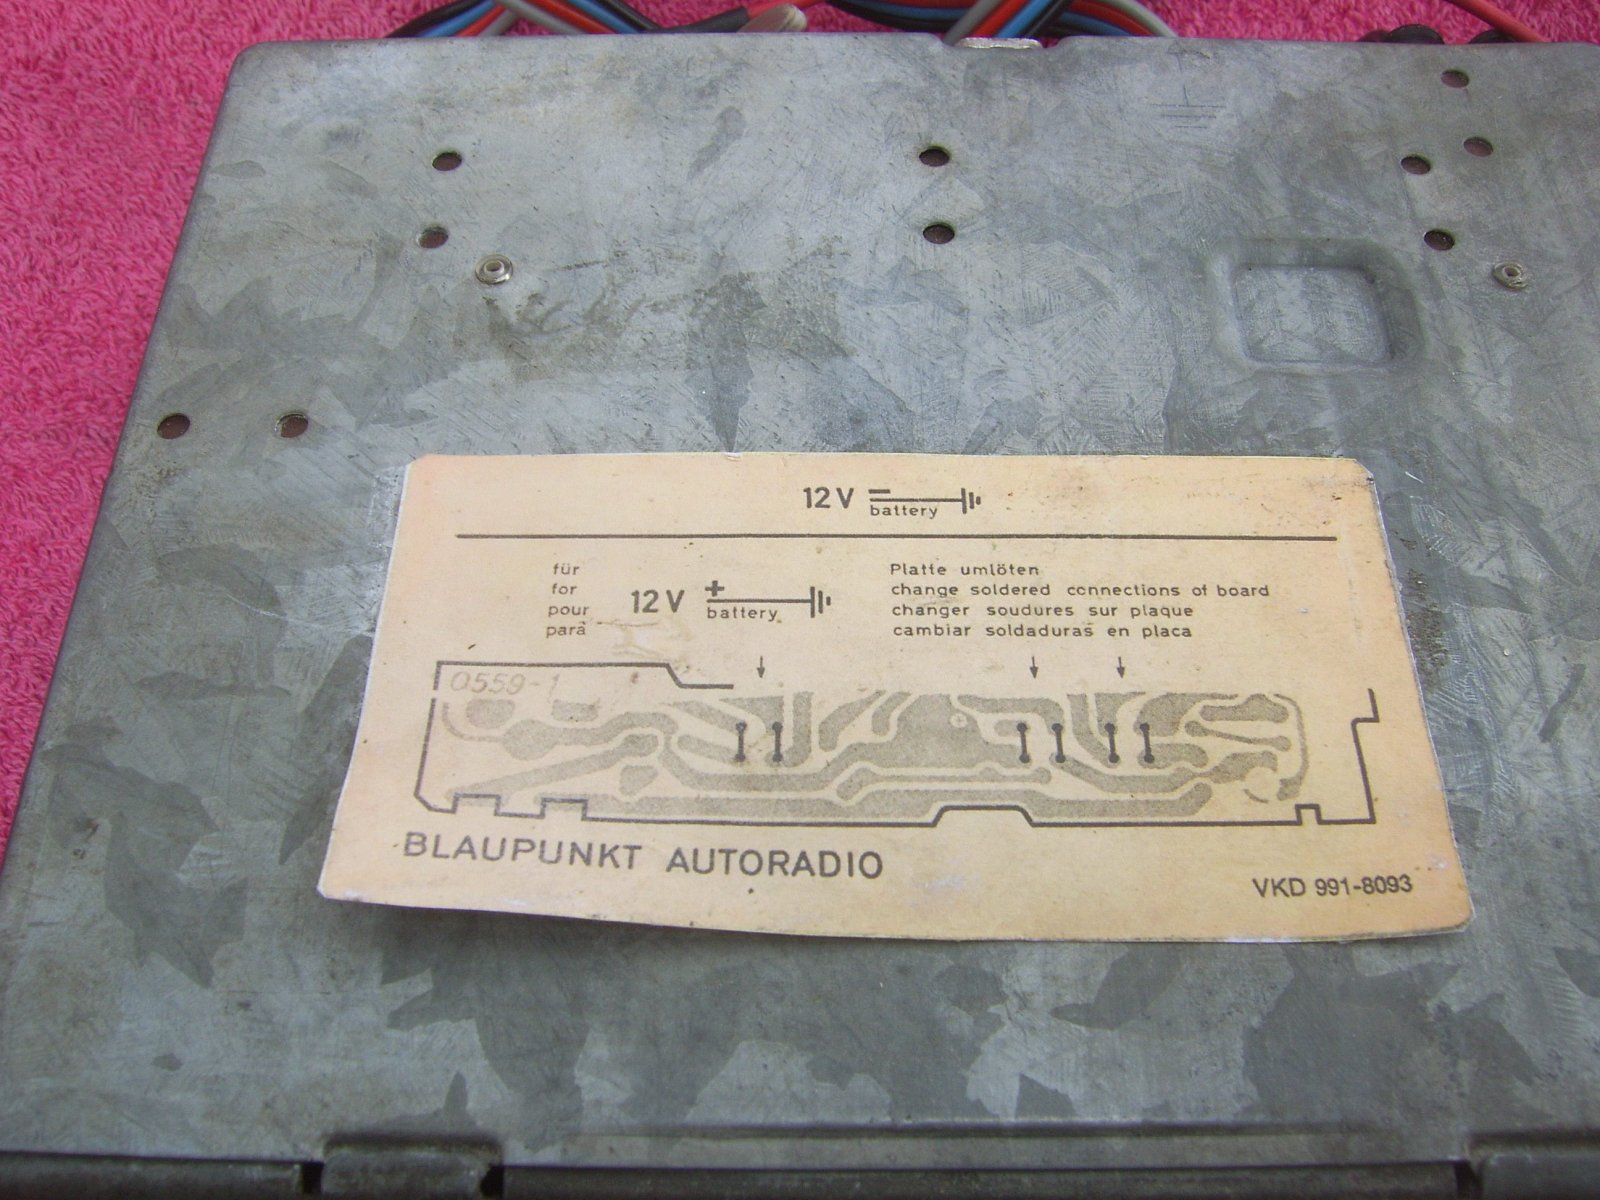 12V − battery
für
for
pour
para
12V + battery
Platte umlöten
change soldered connections of board
changer soudures sur plaque
cambiar soldaduras en placa
0559-1
BLAUPUNKT AUTORADIO
VKD 991-8093